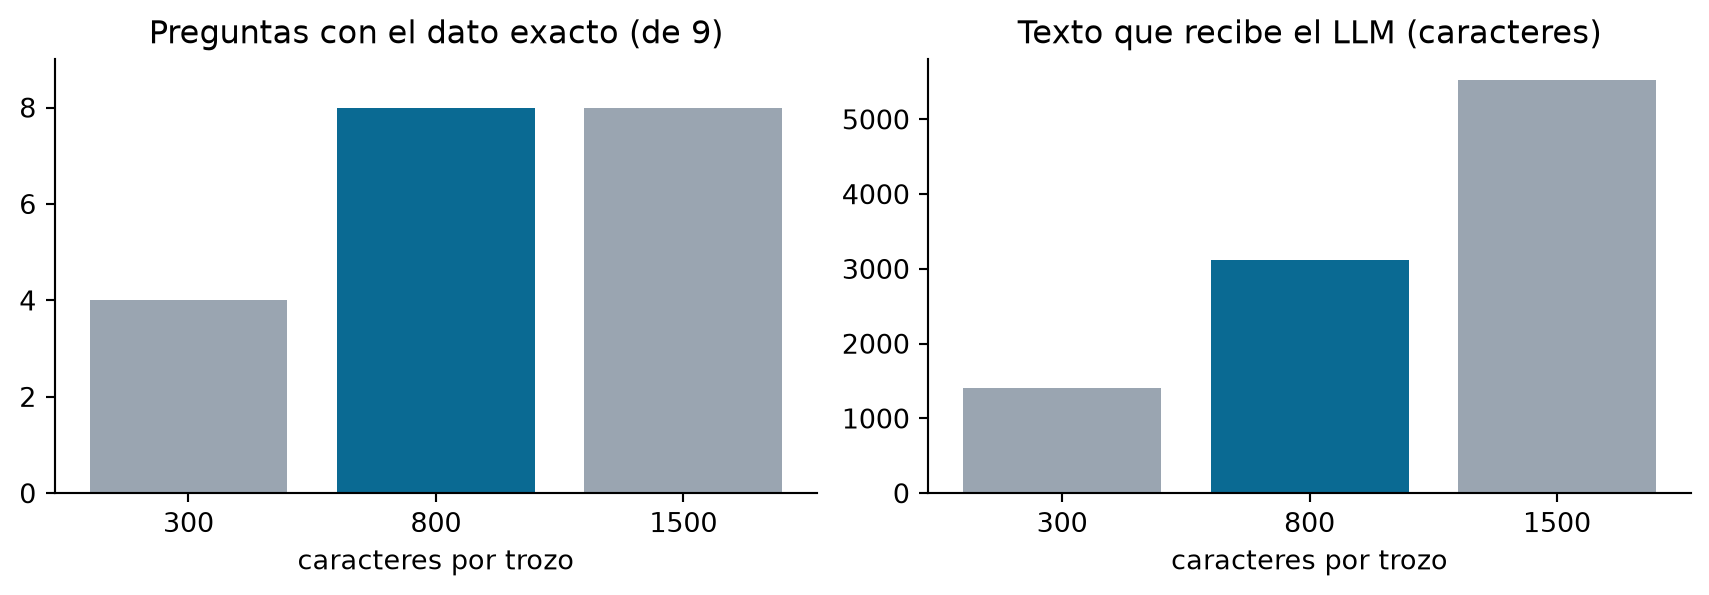 Preguntas con el dato exacto (de 9)
8
6
4
2
0
300 800 1500
caracteres por trozo
Texto que recibe el LLM (caracteres)
5000
4000
3000
2000
1000
0
300 800 1500
caracteres por trozo